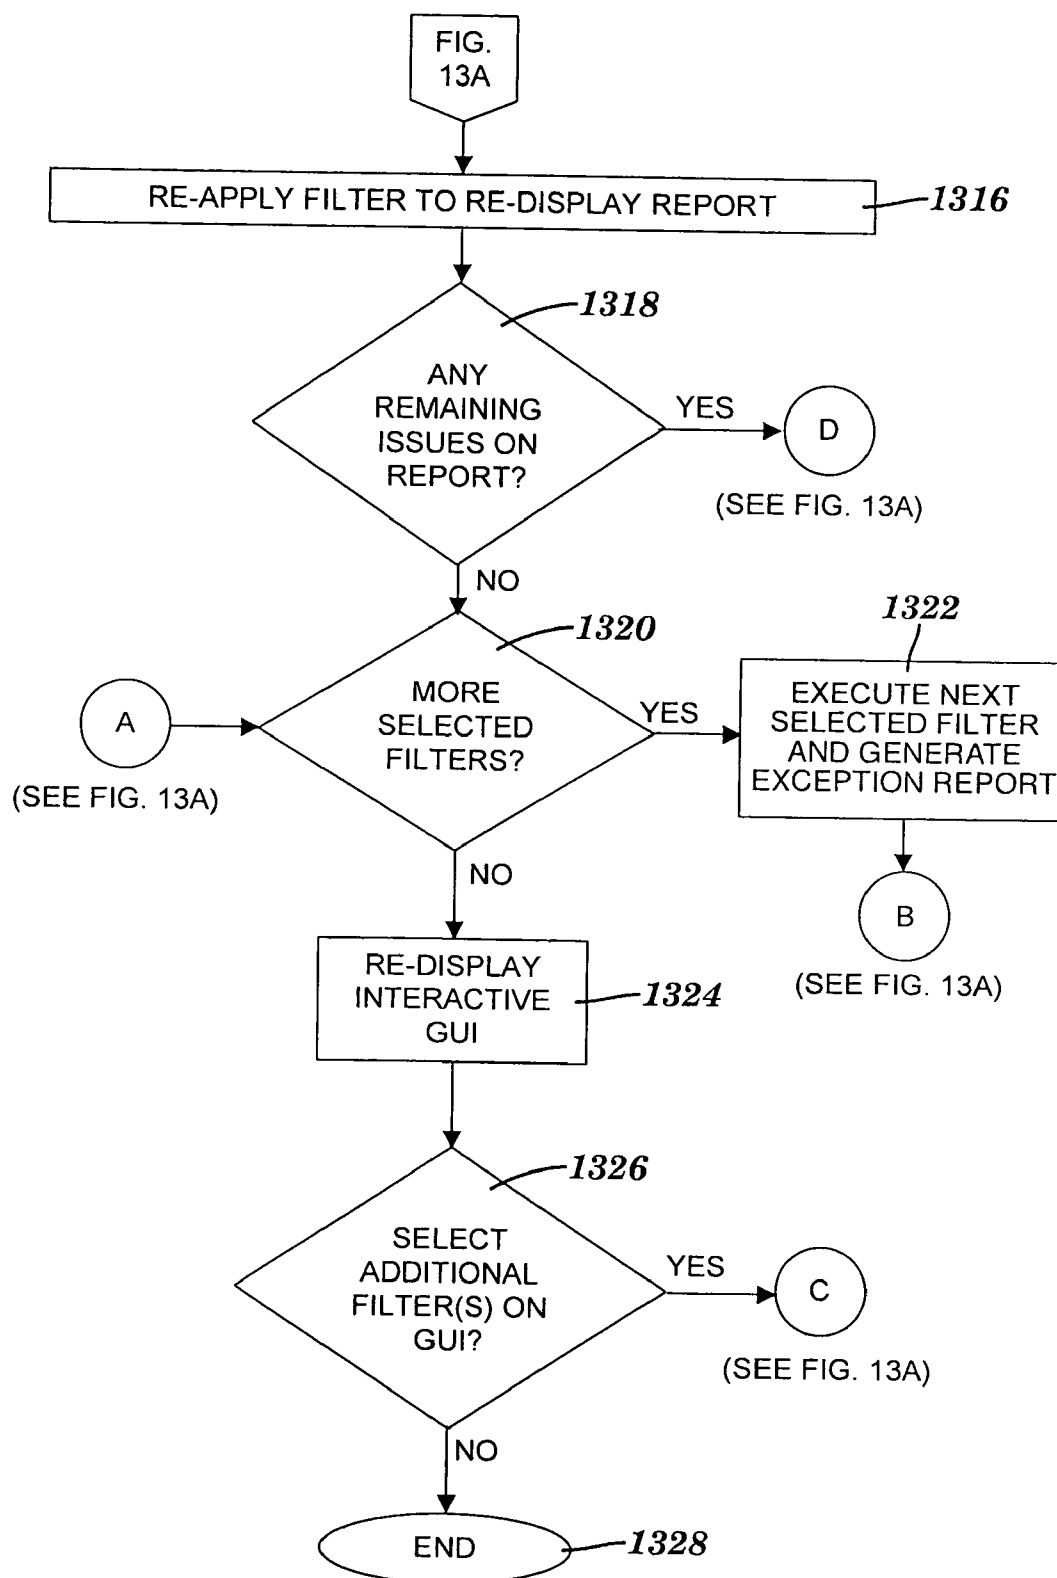 FIG.
13A
RE-APPLY FILTER TO RE-DISPLAY REPORT
1316
1318
ANY
REMAINING
ISSUES ON
REPORT?
YES
D
(SEE FIG. 13A)
NO
1320
MORE
SELECTED
FILTERS?
A
(SEE FIG. 13A)
YES
1322
EXECUTE NEXT
SELECTED FILTER
AND GENERATE
EXCEPTION REPORT
B
(SEE FIG. 13A)
NO
RE-DISPLAY
INTERACTIVE
GUI
1324
1326
SELECT
ADDITIONAL
FILTER(S) ON
GUI?
YES
C
(SEE FIG. 13A)
NO
END
1328